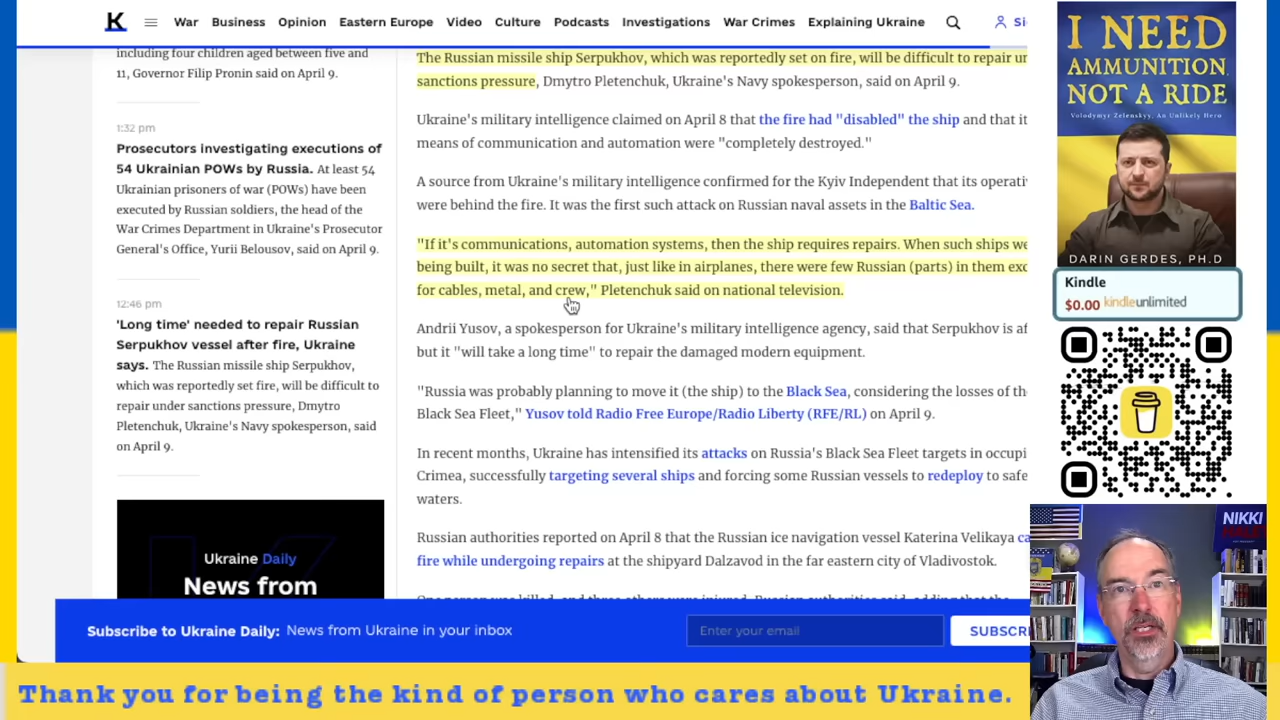 K
War
Business
Opinion
Eastern Europe
Video
Culture
Podcasts
Investigations
War Crimes
Explaining Ukraine
including four children aged between five and
11, Governor Filip Pronin said on April 9.
1:32 pm
Prosecutors investigating executions of
54 Ukrainian POWs by Russia. At least 54
Ukrainian prisoners of war (POWs) have been
executed by Russian soldiers, the head of the
War Crimes Department in Ukraine's Prosecutor
General's Office, Yurii Belousov, said on April 9.
12:46 pm
'Long time' needed to repair Russian
Serpukhov vessel after fire, Ukraine
says. The Russian missile ship Serpukhov,
which was reportedly set fire, will be difficult to
repair under sanctions pressure, Dmytro
Pletenchuk, Ukraine's Navy spokesperson, said
on April 9.
Ukraine Daily
News from
The Russian missile ship Serpukhov, which was reportedly set on fire, will be difficult to repair
sanctions pressure, Dmytro Pletenchuk, Ukraine's Navy spokesperson, said on April 9.
Ukraine's military intelligence claimed on April 8 that the fire had "disabled" the ship and that it
means of communication and automation were "completely destroyed."
A source from Ukraine's military intelligence confirmed for the Kyiv Independent that its operati
were behind the fire. It was the first such attack on Russian naval assets in the Baltic Sea.
"If it's communications, automation systems, then the ship requires repairs. When such ships we
being built, it was no secret that, just like in airplanes, there were few Russian (parts) in them exc
for cables, metal, and crew," Pletenchuk said on national television.
Andrii Yusov, a spokesperson for Ukraine's military intelligence agency, said that Serpukhov is af
but it "will take a long time" to repair the damaged modern equipment.
"Russia was probably planning to move it (the ship) to the Black Sea, considering the losses of th
Black Sea Fleet," Yusov told Radio Free Europe/Radio Liberty (RFE/RL) on April 9.
In recent months, Ukraine has intensified its attacks on Russia's Black Sea Fleet targets in occupi
Crimea, successfully targeting several ships and forcing some Russian vessels to redeploy to safe
waters.
Russian authorities reported on April 8 that the Russian ice navigation vessel Katerina Velikaya ca
fire while undergoing repairs at the shipyard Dalzavod in the far eastern city of Vladivostok.
Subscribe to Ukraine Daily: News from Ukraine in your inbox
Enter your email
SUBSCRI
I NEED
AMMUNITION,
NOT A RIDE
Volodymyr Zelenskyy, An Unlikely Hero
DARIN GERDES, PH.D
Kindle
$0.00 kindleunlimited
NIKKI
Thank you for being the kind of person who cares about Ukraine.